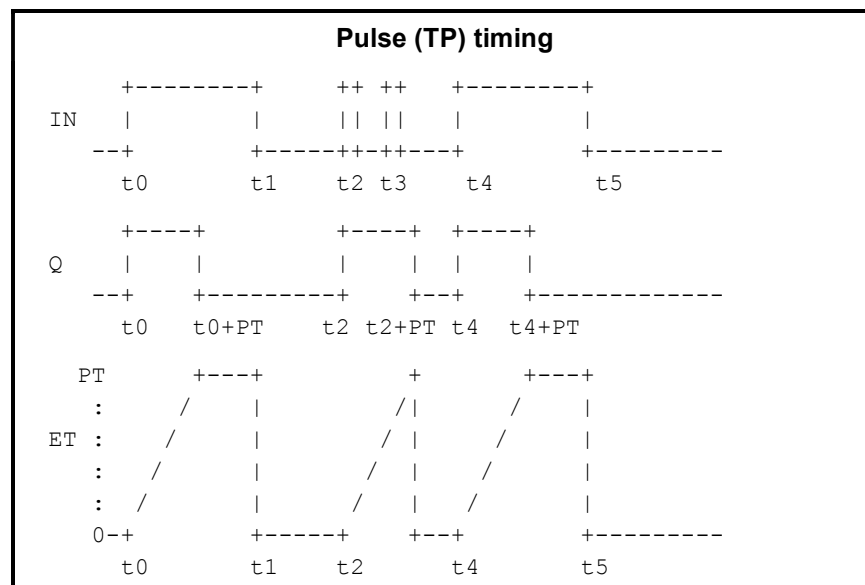 Pulse (TP) timing
     +--------+     ++ ++   +--------+
IN   |        |     || ||   |        |
   --+        +-----++-++---+        +---------
     t0       t1    t2 t3   t4       t5
     +----+         +----+  +----+
Q    |    |         |    |  |    |
   --+    +---------+    +--+    +-------------
     t0   t0+PT    t2 t2+PT t4  t4+PT
  PT      +---+          +       +---+
   :     /    |         /|      /    |
ET :    /     |        / |     /     |
   :   /      |       /  |    /      |
   :  /       |      /   |   /       |
   0-+        +-----+    +--+        +---------
     t0       t1    t2      t4       t5